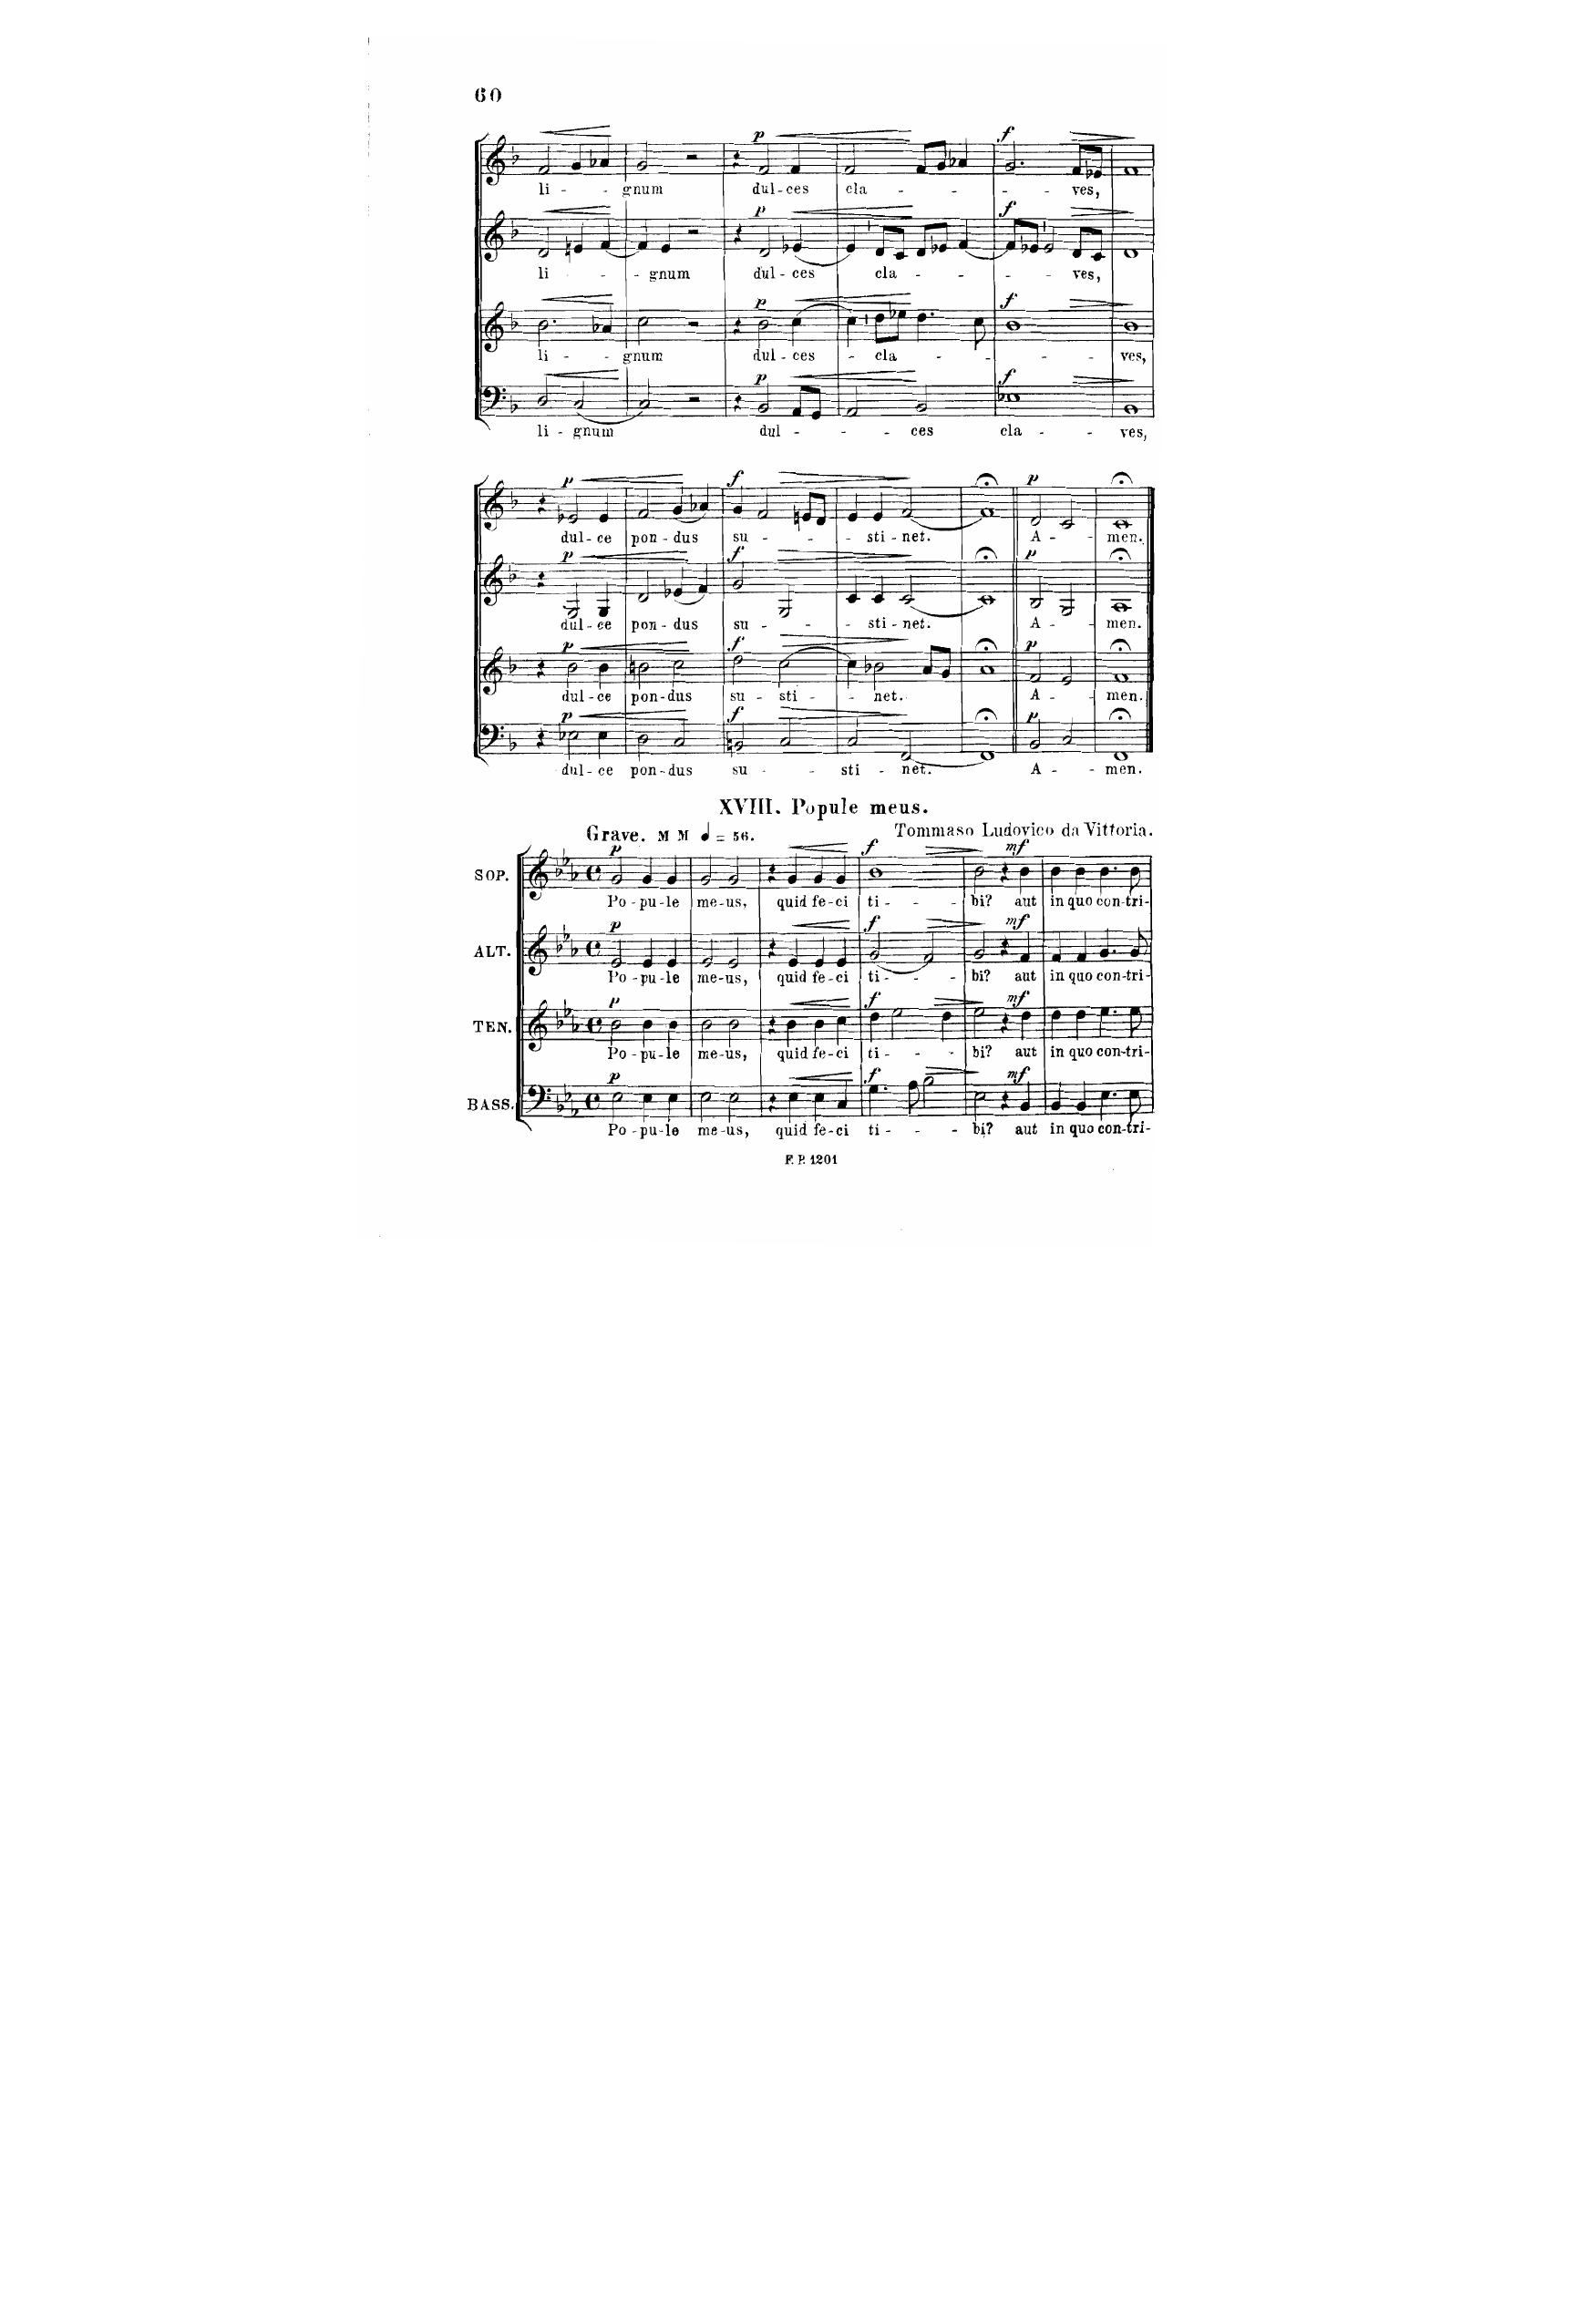 60
p
li - - gnum dul - ces cla - - - - - ves,
li - - gnum dul - ces cla - - - - - ves,
li - - gnum dul - ces - cla - - - - - ves,
li - gnum dul - - - ces cla - - - ves,
dul - ce pon - dus su - - - - sti - net. A - - men.
dul - ce pon - dus su - - - - sti - net. A - - men.
dul - ce pon - dus su - sti - - net. A - - men.
dul - ce pon - dus su - - sti - net. A - - men.
XVIII. Popule meus.
Grave. M M ♩ = 56. Tommaso Ludovico da Vittoria.
SOP.
Po - pu - le me - us, quid fe - ci ti - - - bi? aut in quo con - tri -
ALT.
Po - pu - le me - us, quid fe - ci ti - - - bi? aut in quo con - tri -
TEN.
Po - pu - le me - us, quid fe - ci ti - - - bi? aut in quo con - tri -
BASS.
Po - pu - le me - us, quid fe - ci ti - - - bi? aut in quo con - tri -
F. P. 1201